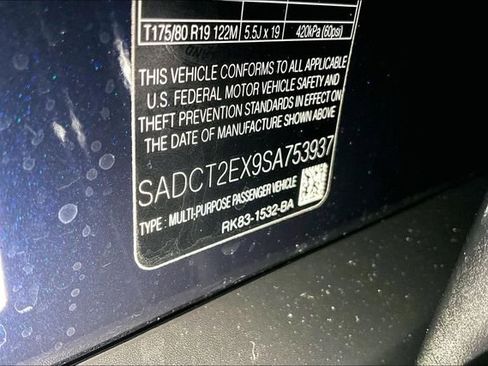 T175/80 R19 122M 5.5J x 19 420kPa (60psi)
THIS VEHICLE CONFORMS TO ALL APPLICABLE
U.S. FEDERAL MOTOR VEHICLE SAFETY AND
THEFT PREVENTION STANDARDS IN EFFECT ON
THE DATE OF MANUFACTURE SHOWN ABOVE
SADCT2EX9SA753937
TYPE : MULTI-PURPOSE PASSENGER VEHICLE
RK83-1532-BA